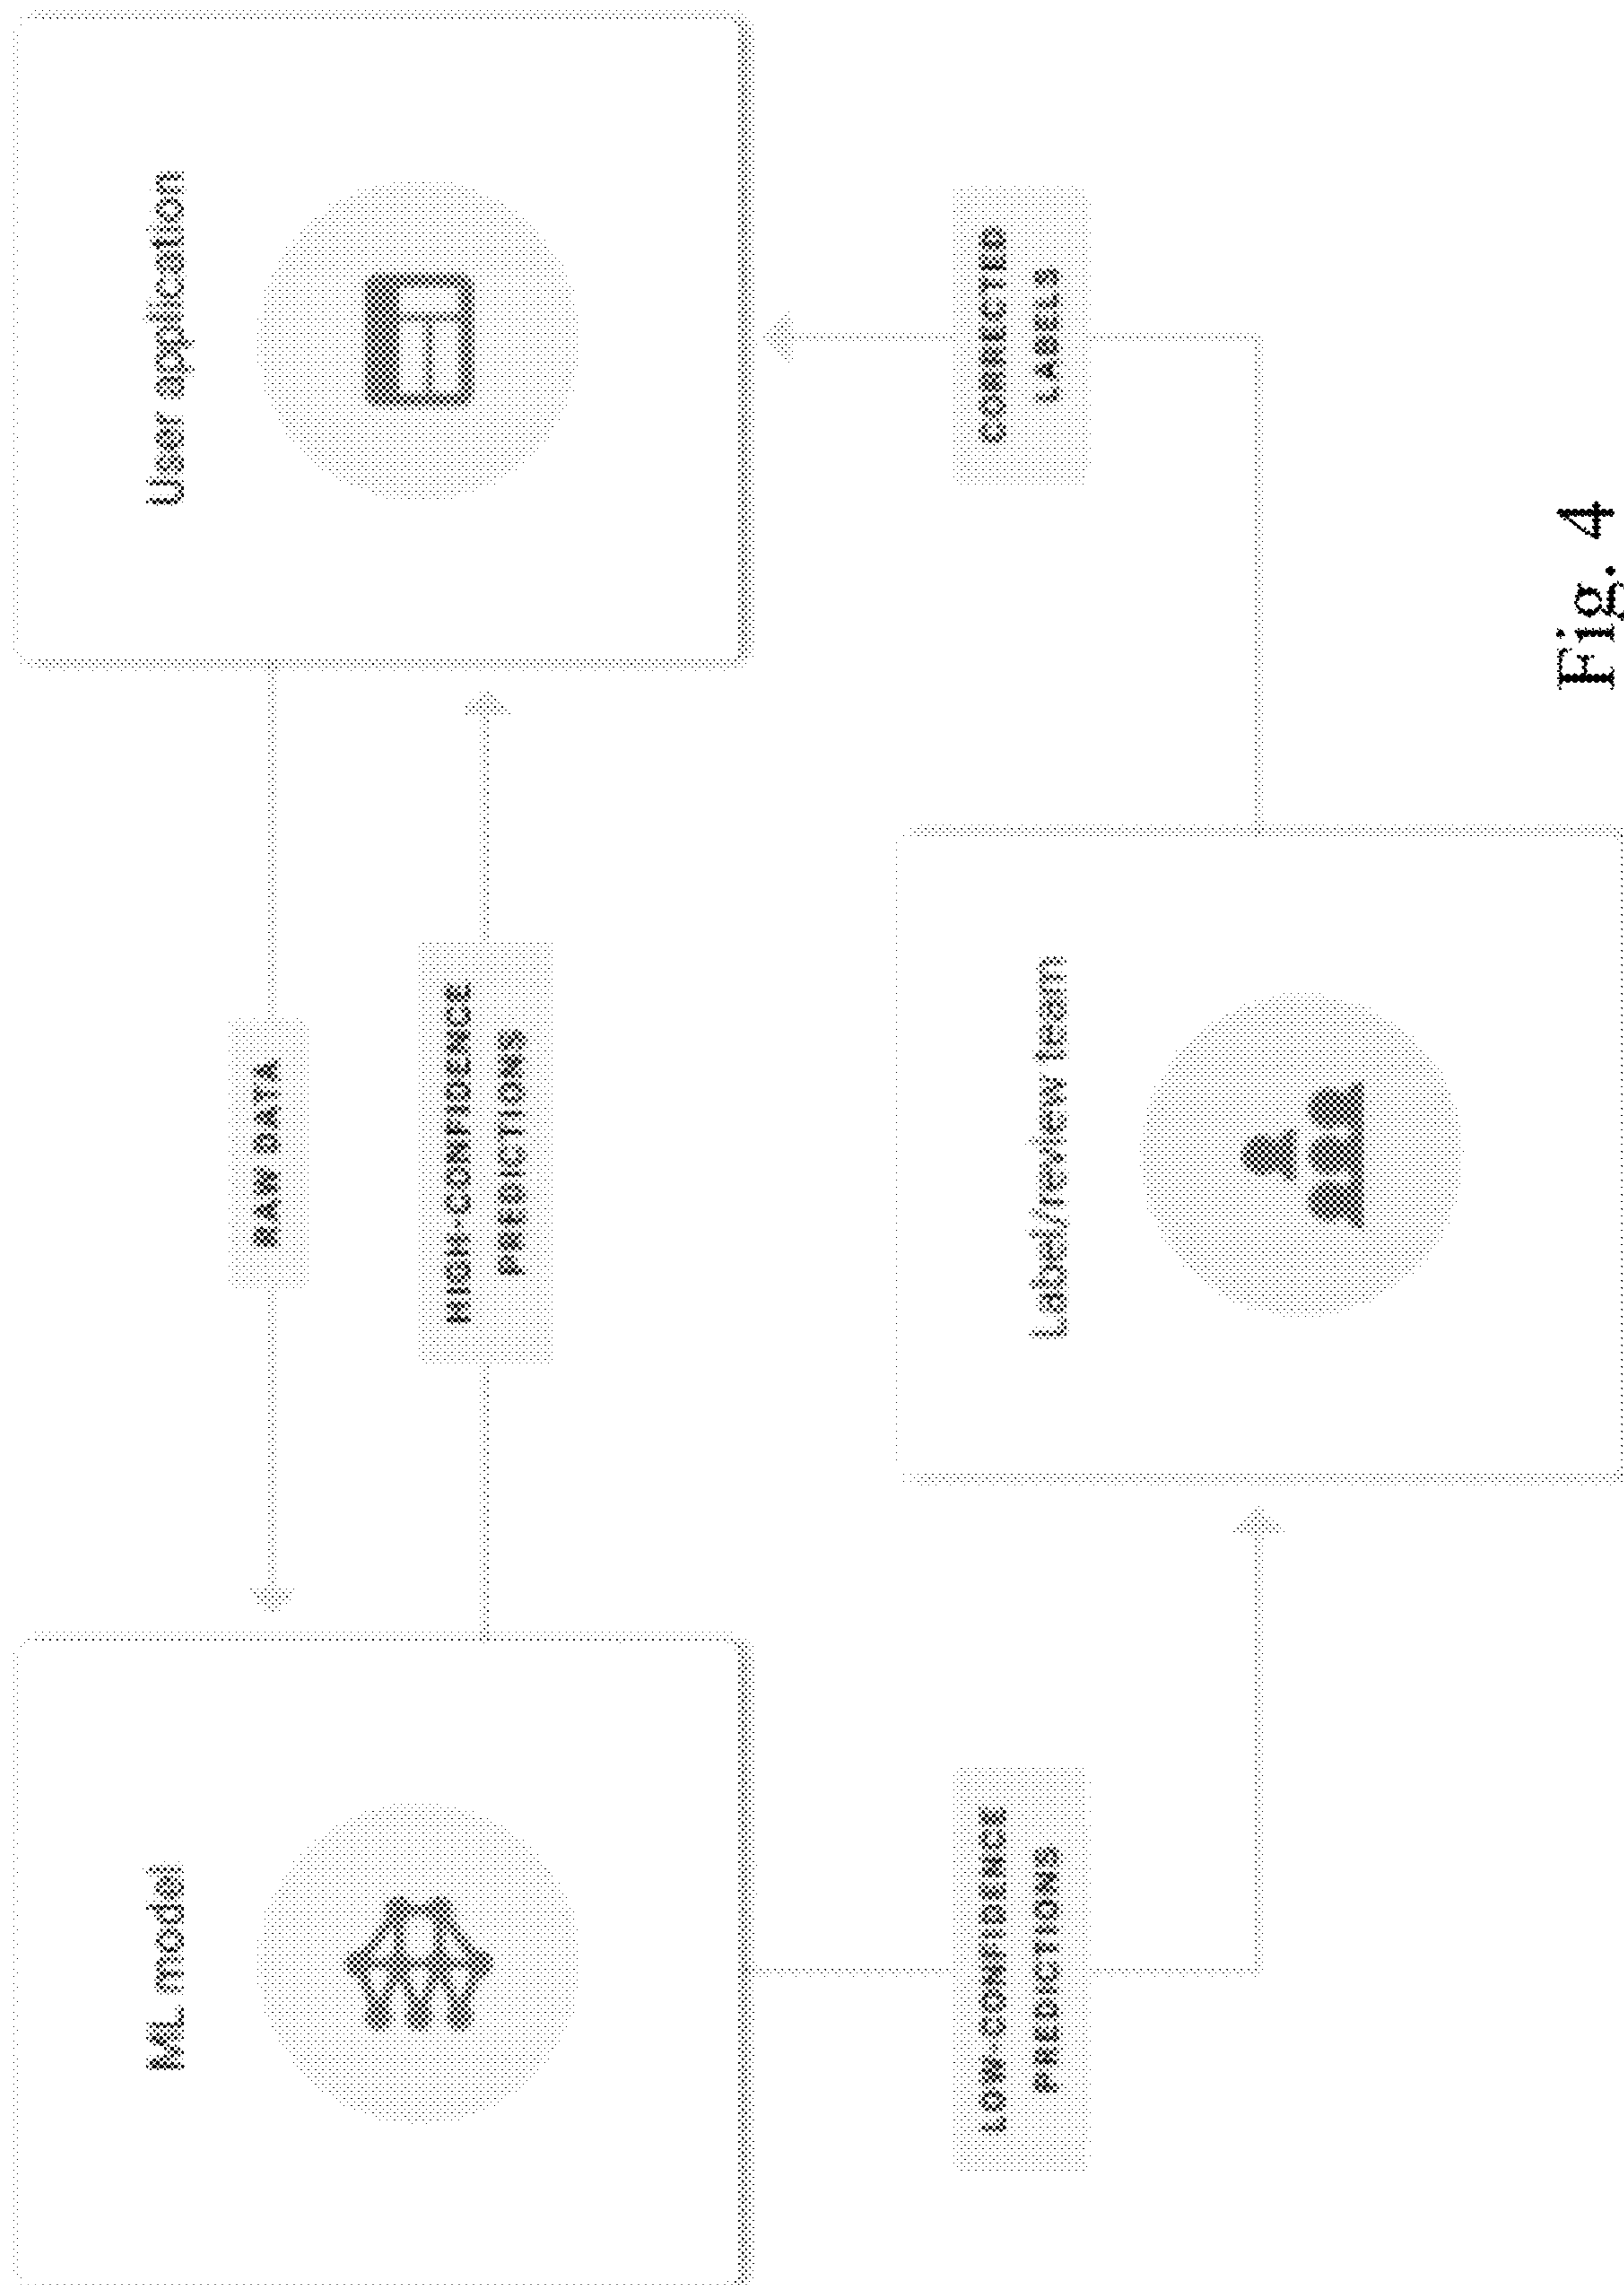 ML model
User application
RAW DATA
HIGH-CONFIDENCE
PREDICTIONS
LOW-CONFIDENCE
PREDICTIONS
Label/review team
CORRECTED
LABELS
Fig. 4